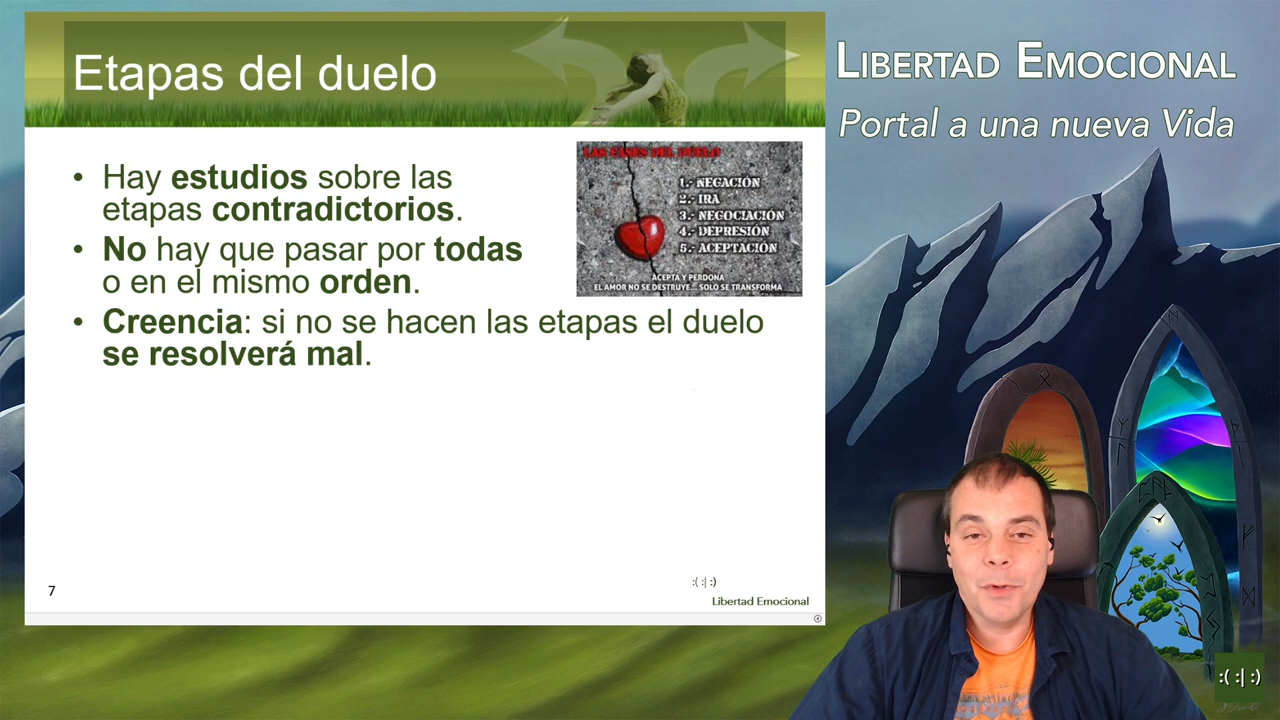 Etapas del duelo
• Hay estudios sobre las
etapas contradictorios.
• No hay que pasar por todas
o en el mismo orden.
• Creencia: si no se hacen las etapas el duelo
se resolverá mal.
LAS FASES DEL DUELO
1.- NEGACIÓN
2.- IRA
3.- NEGOCIACIÓN
4.- DEPRESIÓN
5.- ACEPTACIÓN
ACEPTA Y PERDONA
EL AMOR NO SE DESTRUYE... SOLO SE TRANSFORMA
7
:( :| :)
Libertad Emocional
LIBERTAD EMOCIONAL
Portal a una nueva Vida
:( :| :)